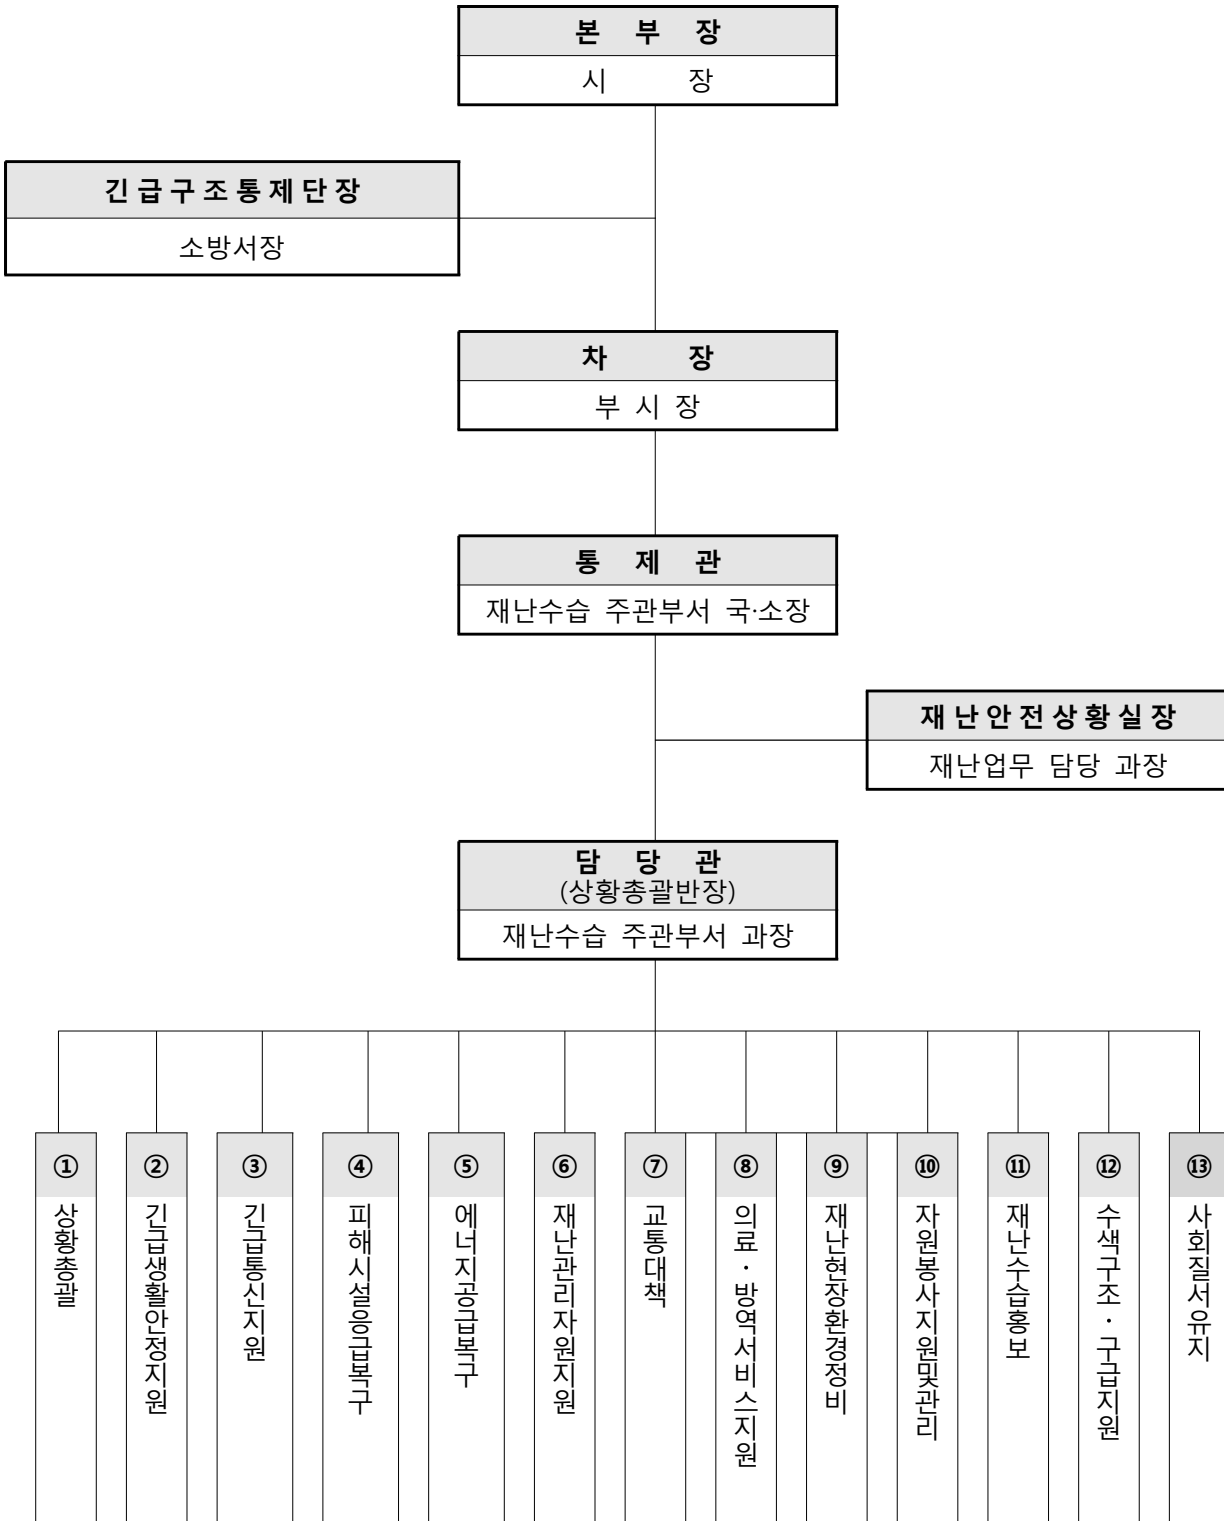 본 부 장
시 장
긴급구조통제단장
소방서장
차 장
부 시 장
통 제 관
재난수습 주관부서 국·소장
재난안전상황실장
재난업무 담당 과장
담 당 관
(상황총괄반장)
재난수습 주관부서 과장
①
상황총괄
②
긴급생활안정지원
③
긴급통신지원
④
피해시설응급복구
⑤
에너지공급복구
⑥
재난관리자원지원
⑦
교통대책
⑧
의료·방역서비스지원
⑨
재난현장환경정비
⑩
자원봉사지원및관리
⑪
재난수습홍보
⑫
수색구조·구급지원
⑬
사회질서유지